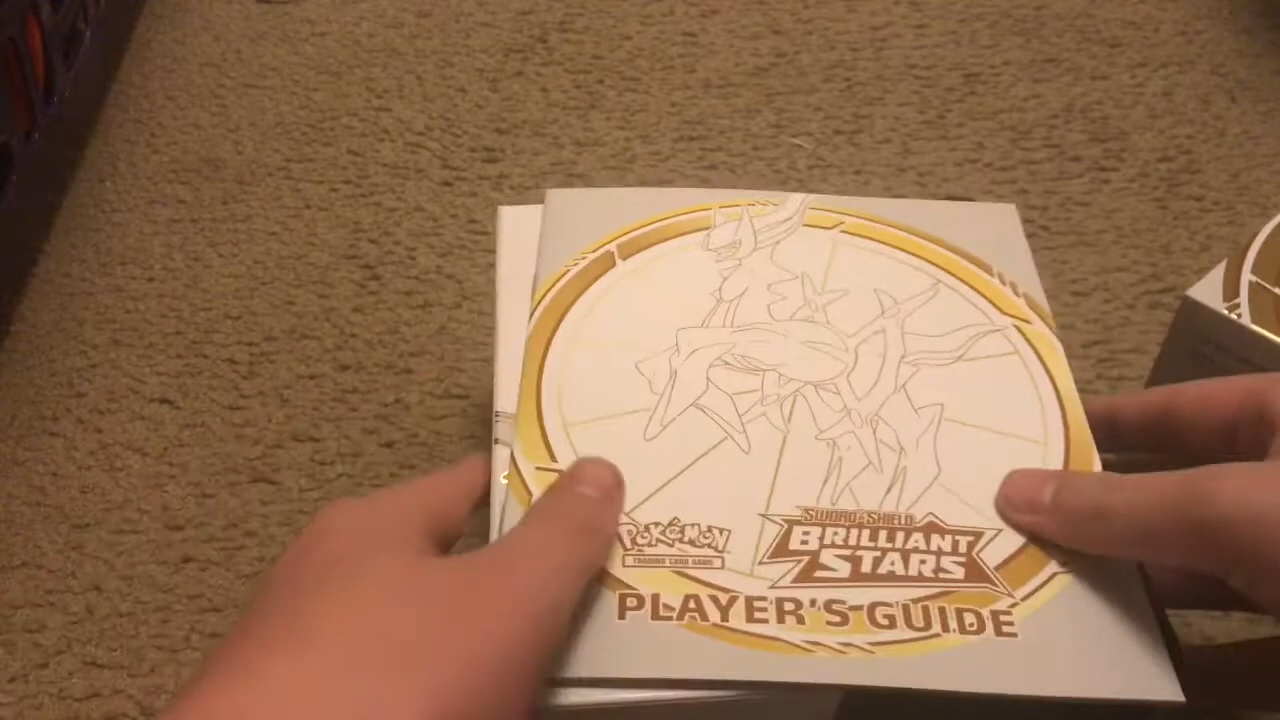 POKéMON
TRADING CARD GAME
SWORD & SHIELD
BRILLIANT
STARS
PLAYER'S GUIDE